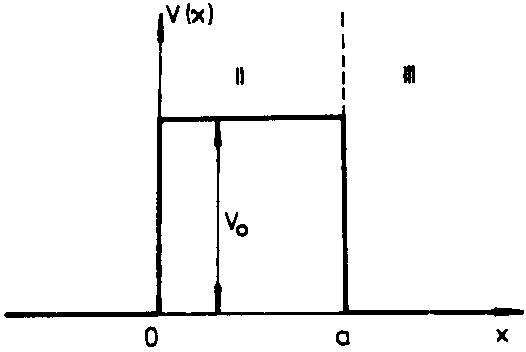 V(x)
II III
V₀
0 a
x